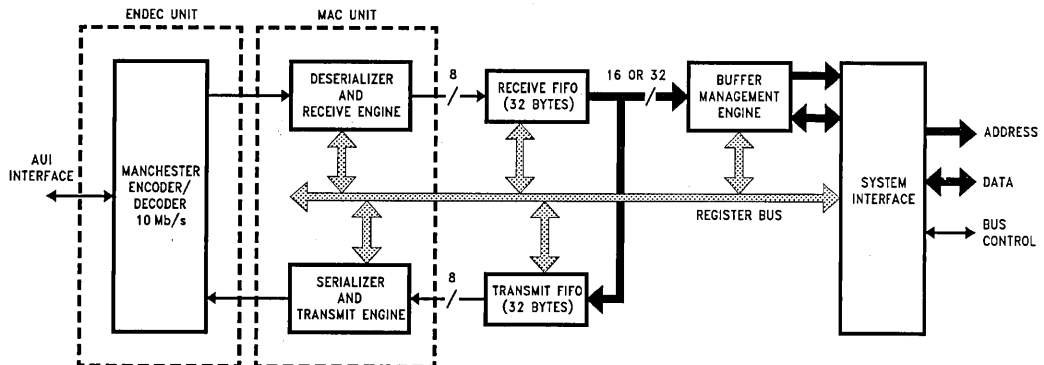 ENDEC UNIT
MAC UNIT
AUI
INTERFACE
MANCHESTER
ENCODER/
DECODER
10 Mb/s
DESERIALIZER
AND
RECEIVE ENGINE
8
RECEIVE FIFO
(32 BYTES)
16 OR 32
BUFFER
MANAGEMENT
ENGINE
SYSTEM
INTERFACE
ADDRESS
DATA
BUS
CONTROL
REGISTER BUS
SERIALIZER
AND
TRANSMIT ENGINE
8
TRANSMIT FIFO
(32 BYTES)